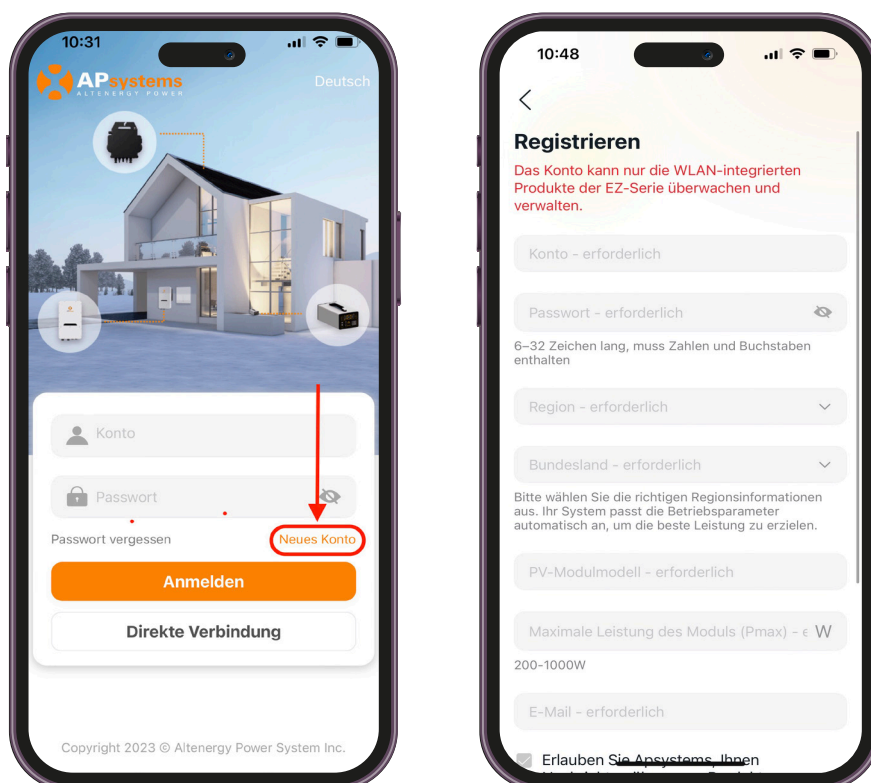 10:31
APsystems
ALTENERGY POWER
Deutsch
Konto
Passwort
Passwort vergessen
Neues Konto
Anmelden
Direkte Verbindung
Copyright 2023 © Altenergy Power System Inc.
10:48
Registrieren
Das Konto kann nur die WLAN-integrierten
Produkte der EZ-Serie überwachen und
verwalten.
Konto - erforderlich
Passwort - erforderlich
6–32 Zeichen lang, muss Zahlen und Buchstaben
enthalten
Region - erforderlich
Bundesland - erforderlich
Bitte wählen Sie die richtigen Regionsinformationen
aus. Ihr System passt die Betriebsparameter
automatisch an, um die beste Leistung zu erzielen.
PV-Modulmodell - erforderlich
Maximale Leistung des Moduls (Pmax) - e W
200-1000W
E-Mail - erforderlich
Erlauben Sie Apsystems, Ihnen